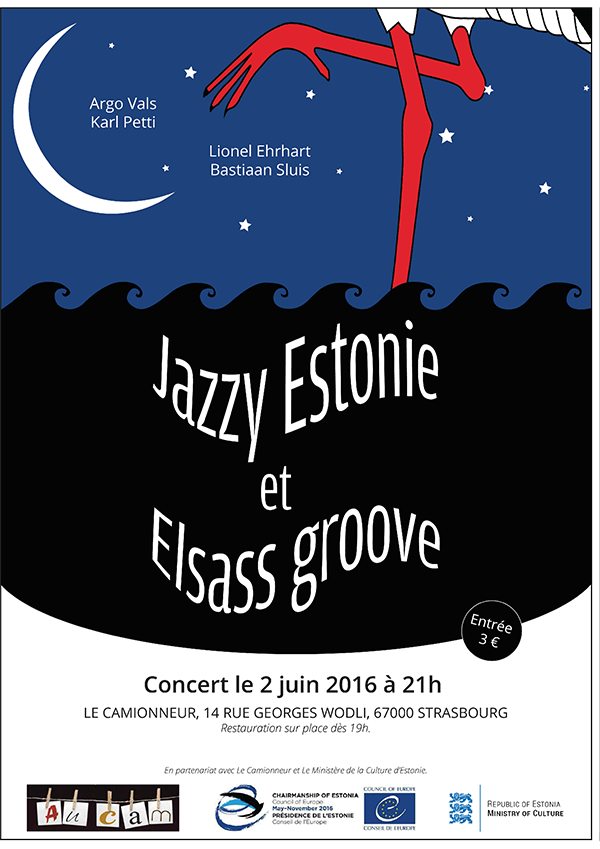 Argo Vals
Karl Petti
Lionel Ehrhart
Bastiaan Sluis
Jazzy Estonie
et
Elsass groove
Entrée
3 €
Concert le 2 juin 2016 à 21h
LE CAMIONNEUR, 14 RUE GEORGES WODLI, 67000 STRASBOURG
Restauration sur place dès 19h.
En partenariat avec Le Camionneur et Le Ministère de la Culture d'Estonie.
Au cam
CHAIRMANSHIP OF ESTONIA
Council of Europe
May-November 2016
PRÉSIDENCE DE L'ESTONIE
Conseil de l'Europe
COUNCIL OF EUROPE
CONSEIL DE L'EUROPE
REPUBLIC OF ESTONIA
MINISTRY OF CULTURE